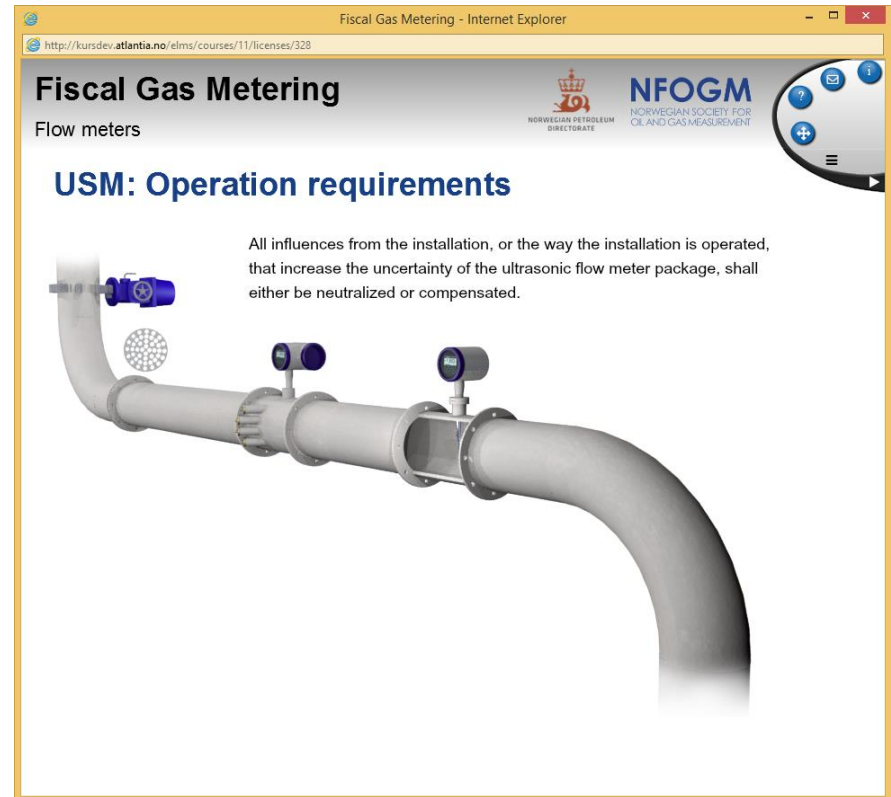 Fiscal Gas Metering - Internet Explorer
http://kursdev.atlantia.no/elms/courses/11/licenses/328
Fiscal Gas Metering
Flow meters
NORWEGIAN PETROLEUM
DIRECTORATE
NFOGM
NORWEGIAN SOCIETY FOR
OIL AND GAS MEASUREMENT
USM: Operation requirements
All influences from the installation, or the way the installation is operated,
that increase the uncertainty of the ultrasonic flow meter package, shall
either be neutralized or compensated.